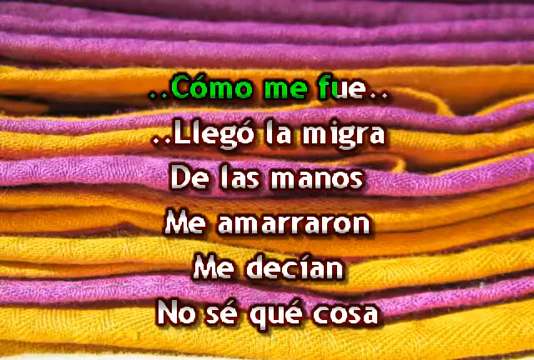 ..Cómo me fue..
..Llegó la migra
De las manos
Me amarraron
Me decían
No sé qué cosa